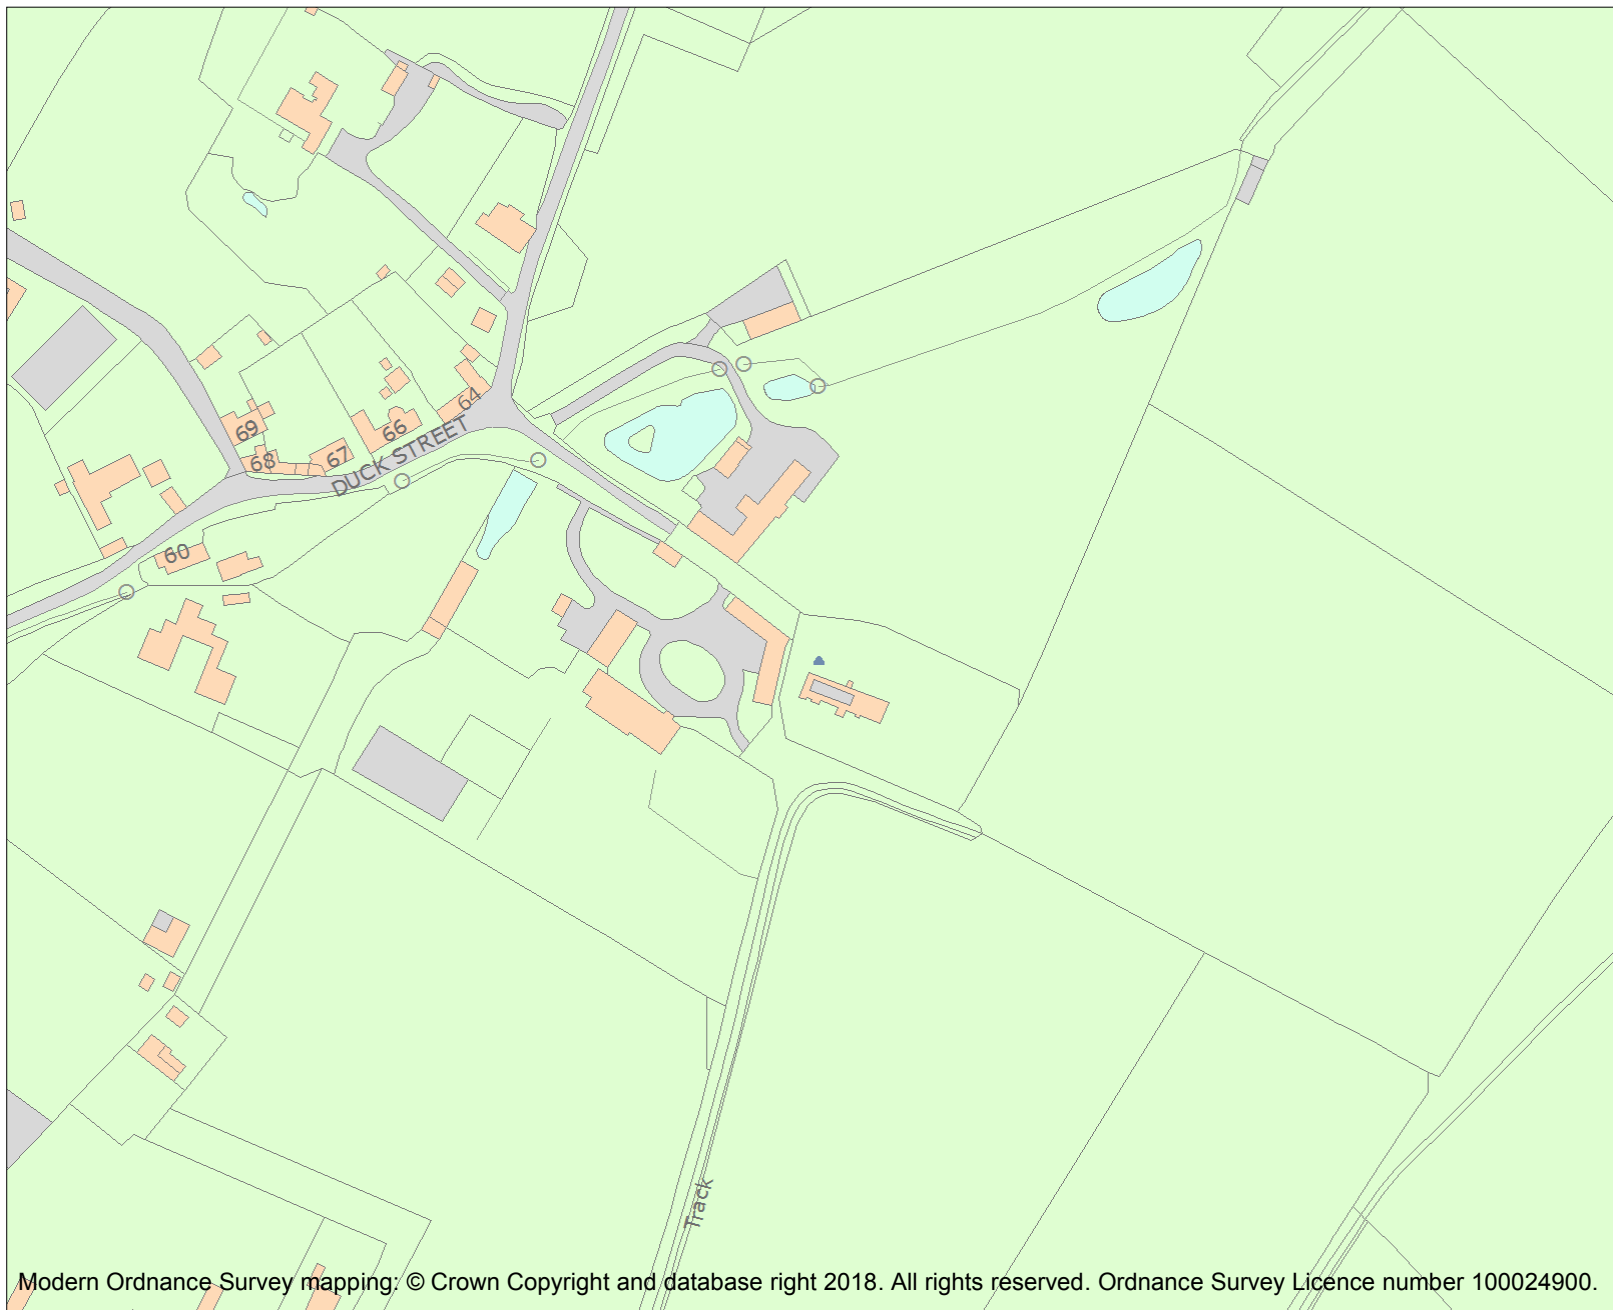 64
66
DUCK STREET
69
67
68
60
Track
Modern Ordnance Survey mapping: © Crown Copyright and database right 2018. All rights reserved. Ordnance Survey Licence number 100024900.